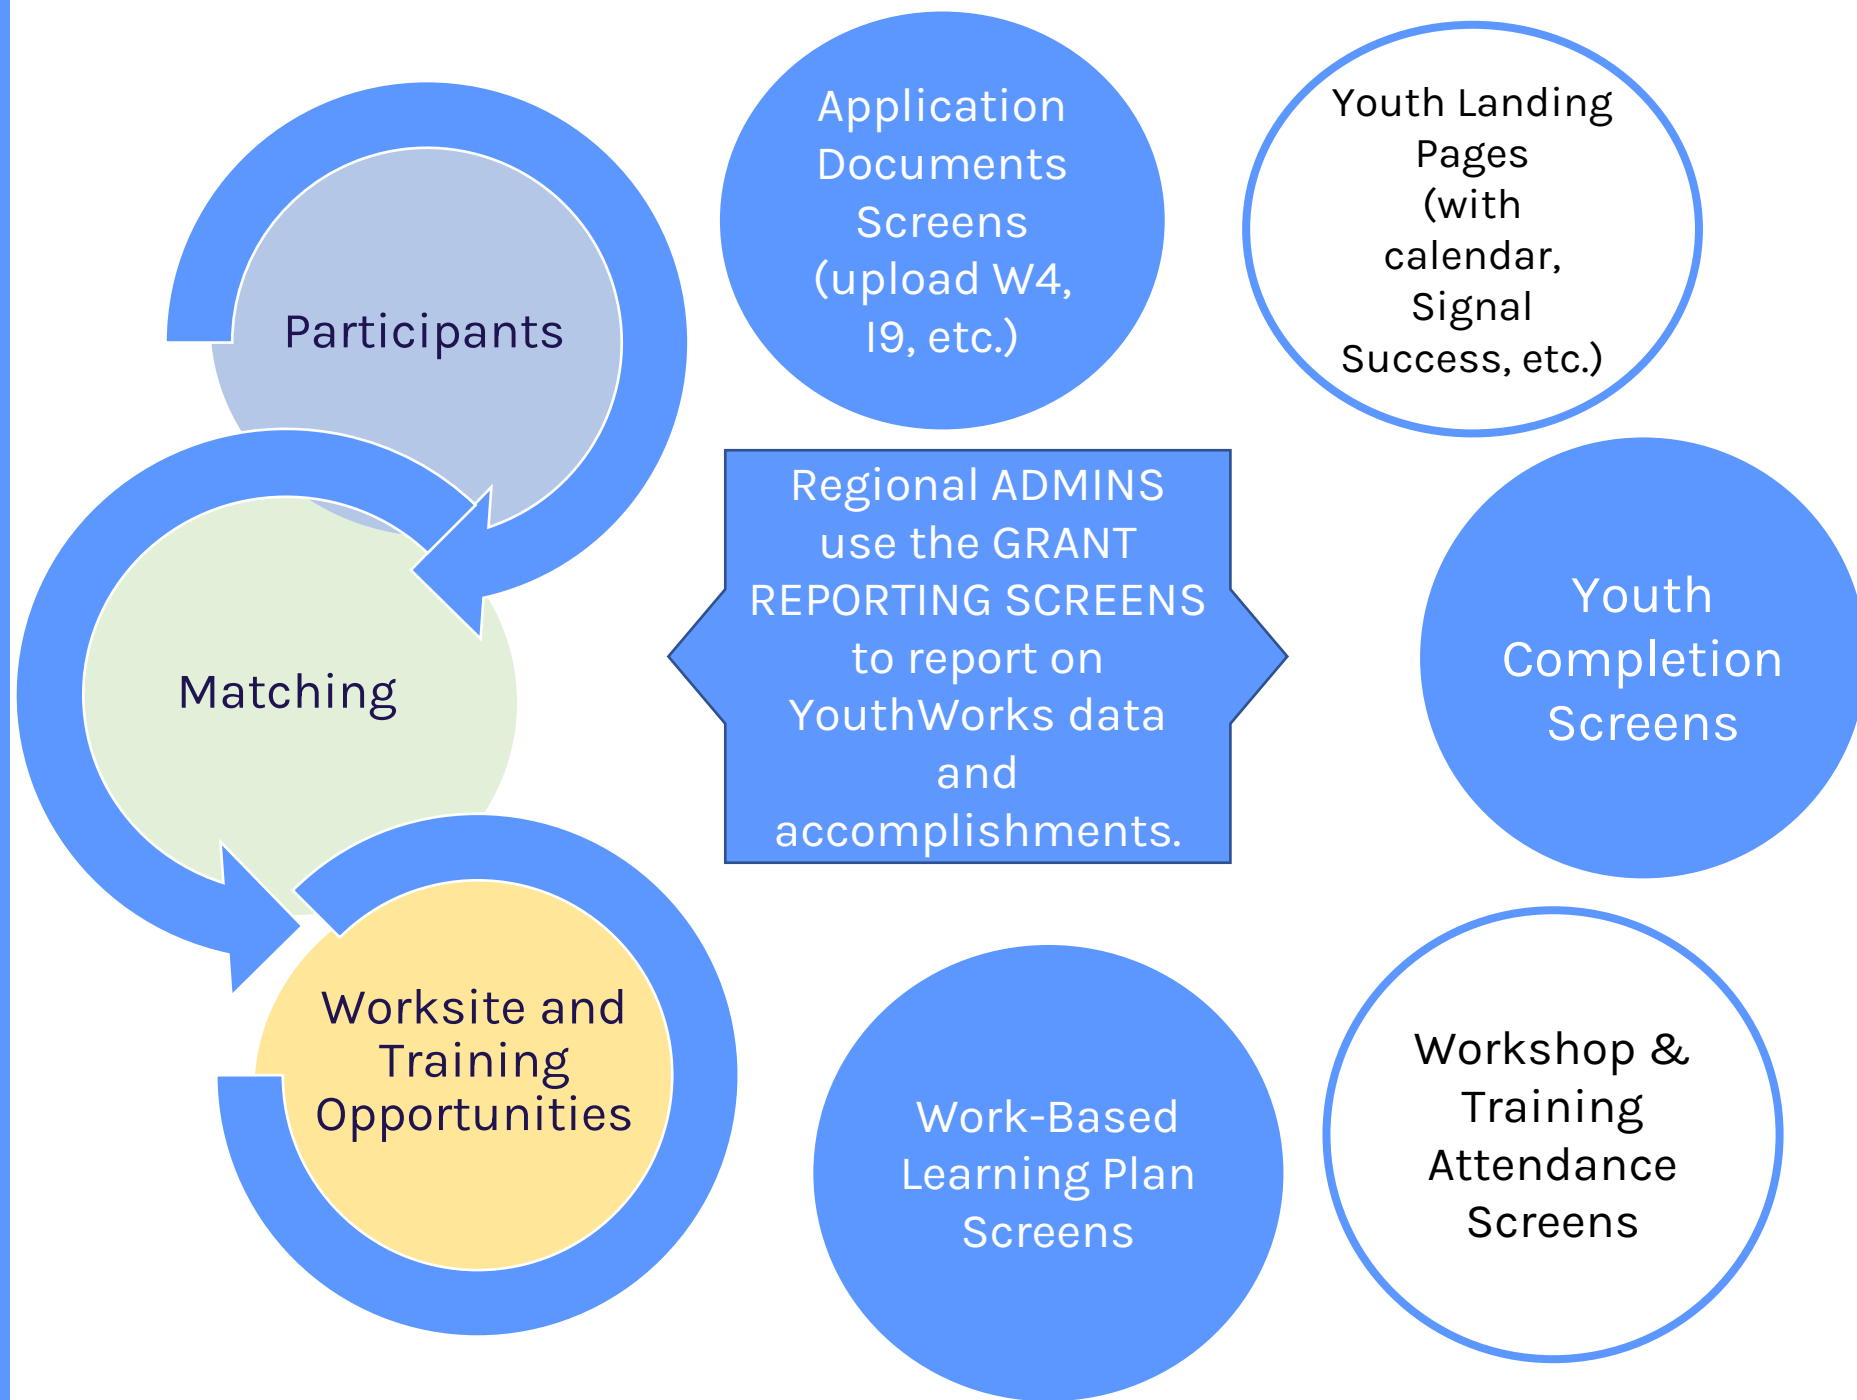 Participants
Matching
Worksite and
Training
Opportunities
Application
Documents
Screens
(upload W4,
I9, etc.)
Youth Landing
Pages
(with
calendar,
Signal
Success, etc.)
Regional ADMINS
use the GRANT
REPORTING SCREENS
to report on
YouthWorks data
and
accomplishments.
Youth
Completion
Screens
Work-Based
Learning Plan
Screens
Workshop &
Training
Attendance
Screens